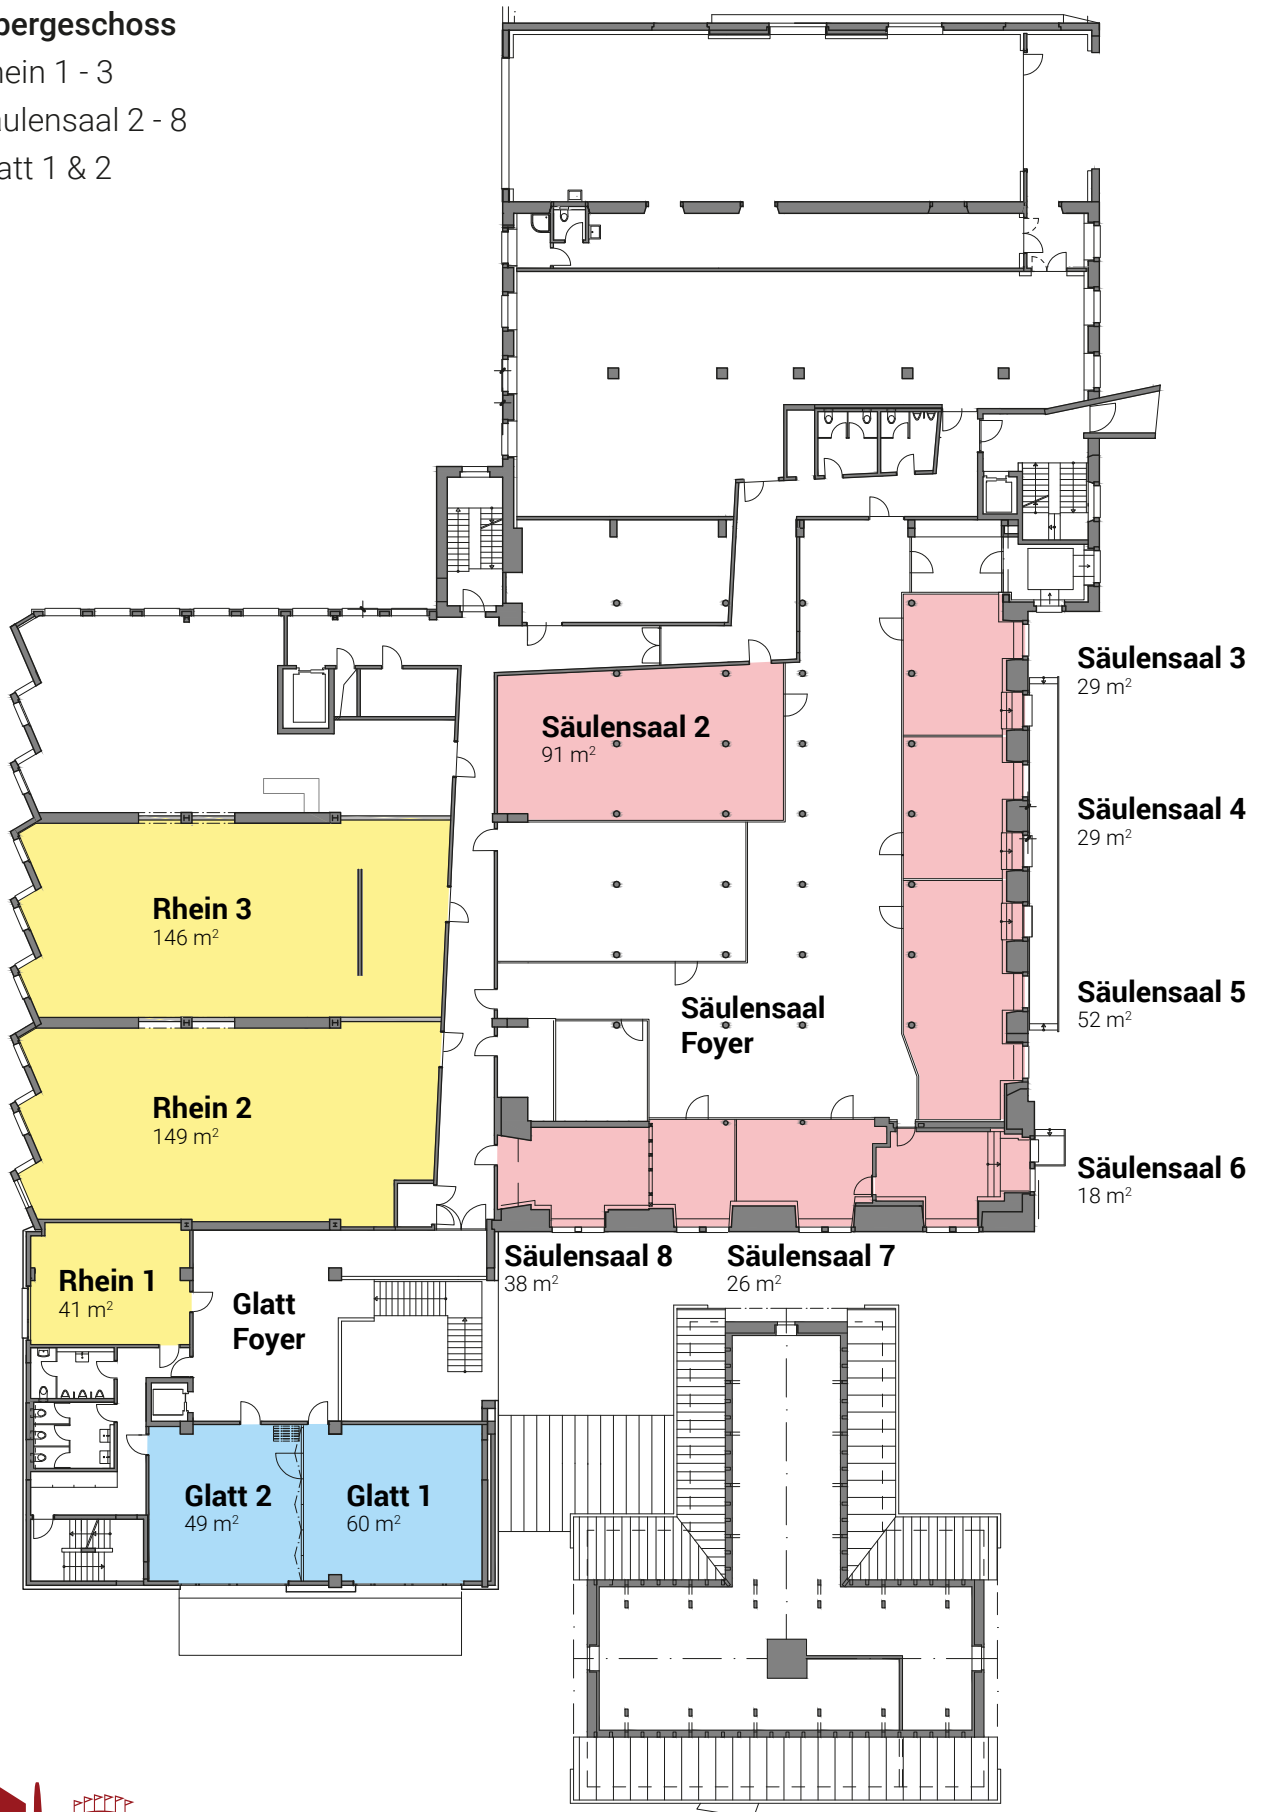 bergeschoss
ein 1 - 3
ulensaal 2 - 8
att 1 & 2
Säulensaal 3
29 m²
Säulensaal 2
91 m²
Säulensaal 4
29 m²
Rhein 3
146 m²
Säulensaal 5
52 m²
Säulensaal
Foyer
Rhein 2
149 m²
Säulensaal 6
18 m²
Säulensaal 8
38 m²
Säulensaal 7
26 m²
Rhein 1
41 m²
Glatt
Foyer
Glatt 2
49 m²
Glatt 1
60 m²